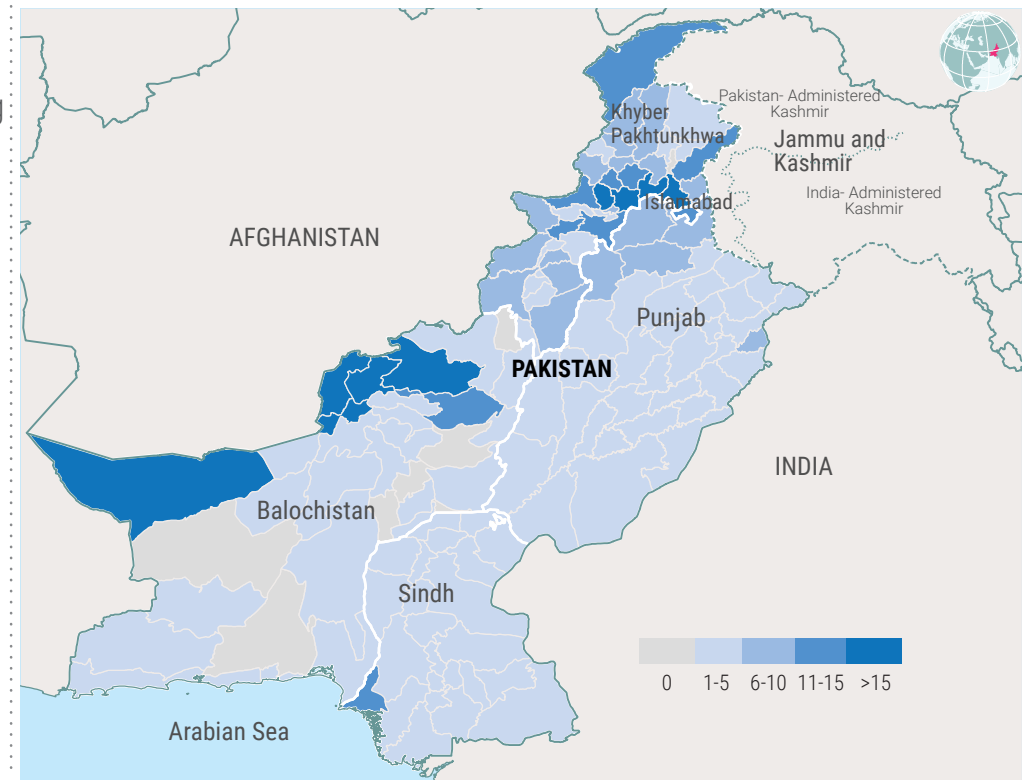 Pakistan- Administered
Kashmir
Khyber
Pakhtunkhwa
Jammu and
Kashmir
India- Administered
Kashmir
Islamabad
AFGHANISTAN
Punjab
PAKISTAN
INDIA
Balochistan
Sindh
0 1-5 6-10 11-15 >15
Arabian Sea